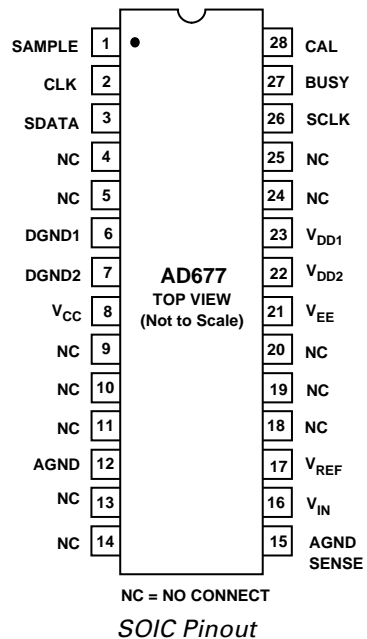 SAMPLE 1 28 CAL
CLK 2 27 BUSY
SDATA 3 26 SCLK
NC 4 25 NC
NC 5 24 NC
DGND1 6 23 VDD1
DGND2 7 AD677 22 VDD2
TOP VIEW
VCC 8 (Not to Scale) 21 VEE
NC 9 20 NC
NC 10 19 NC
NC 11 18 NC
AGND 12 17 VREF
NC 13 16 VIN
NC 14 15 AGND
SENSE
NC = NO CONNECT
SOIC Pinout